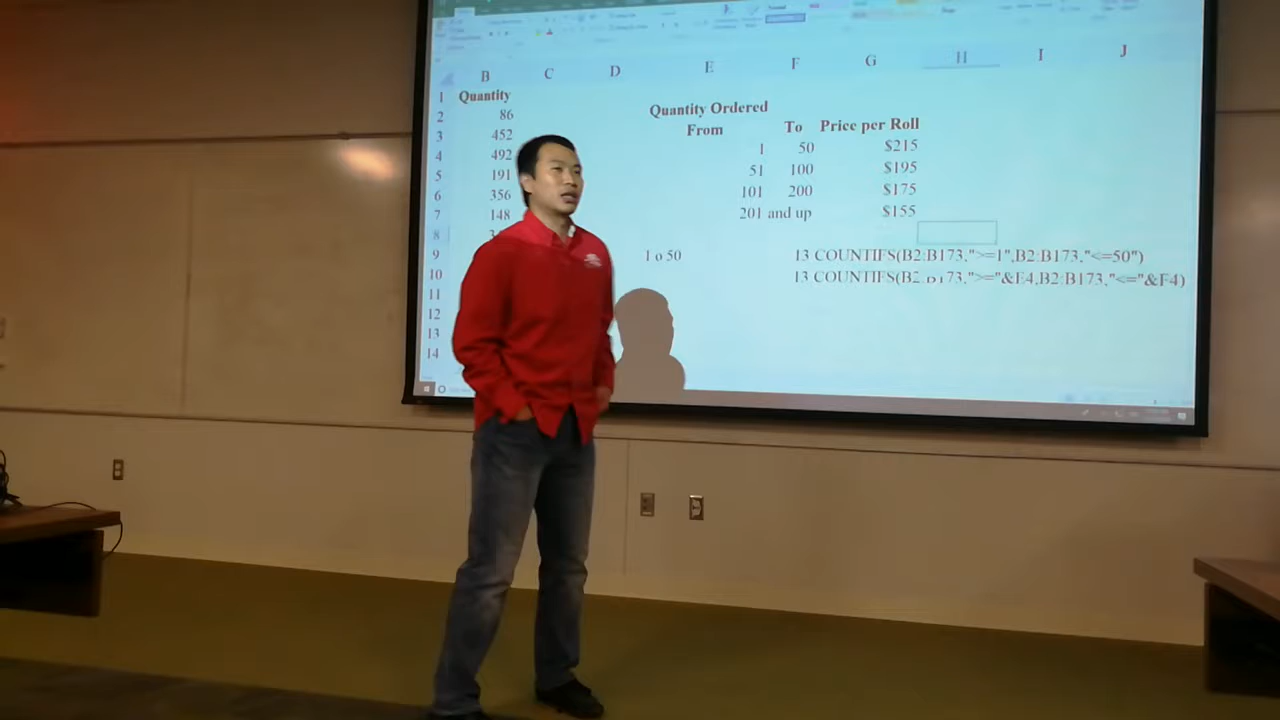 B C D E F G H I J
1 Quantity
2 86 Quantity Ordered
3 452 From To Price per Roll
4 492 1 50 $215
5 191 51 100 $195
6 356 101 200 $175
7 148 201 and up $155
8
9 1 o 50 13 COUNTIFS(B2:B173,">=1",B2:B173,"<=50")
10 13 COUNTIFS(B2:B173,">="&E4,B2:B173,"<="&F4)
11
12
13
14